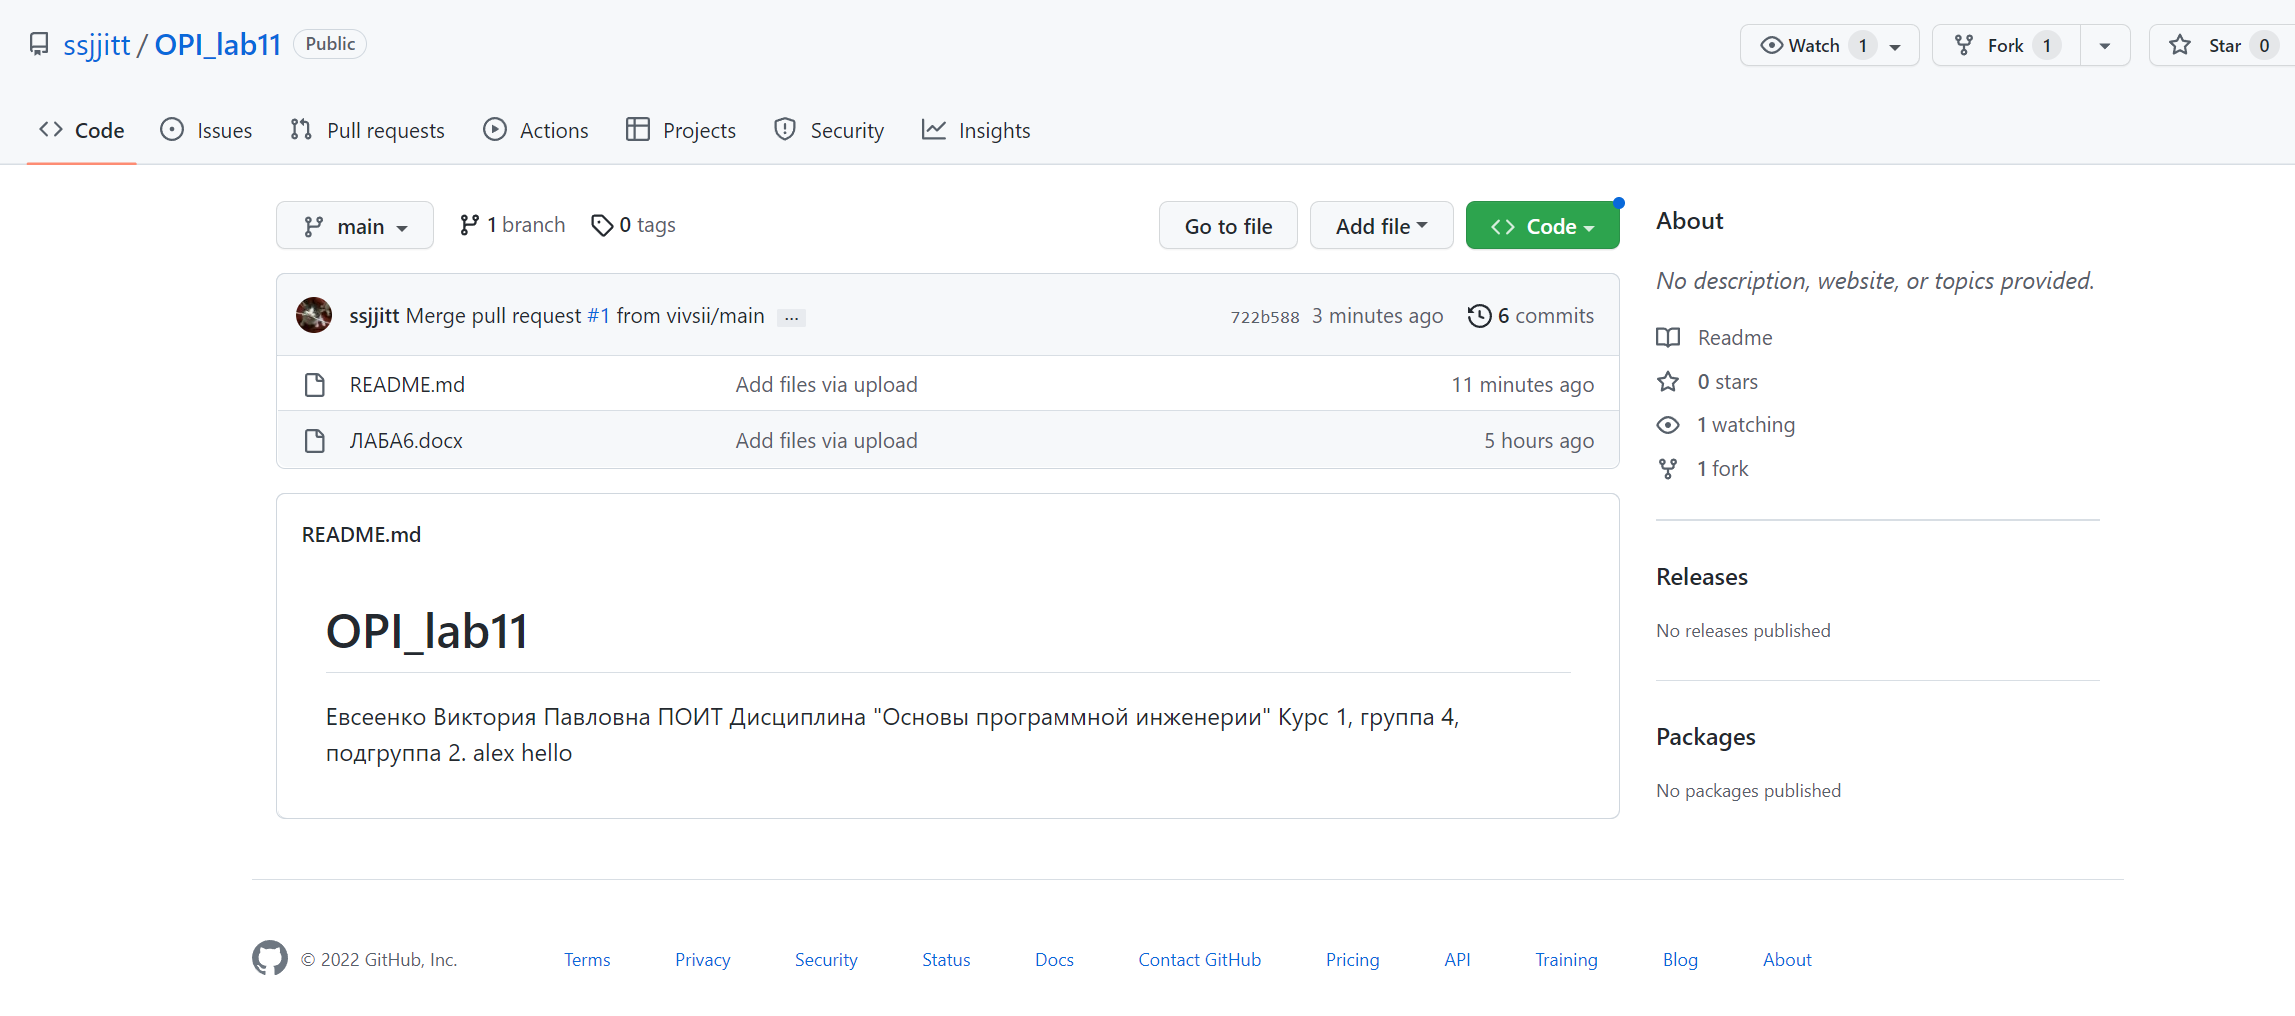 ssjjitt / OPI_lab11 Public Watch 1 Fork 1 Star 0
Code Issues Pull requests Actions Projects Security Insights
main 1 branch 0 tags Go to file Add file Code
ssjjitt Merge pull request #1 from vivsii/main ... 722b588 3 minutes ago 6 commits
README.md Add files via upload 11 minutes ago
ЛАБА6.docx Add files via upload 5 hours ago
README.md
OPI_lab11
Евсеенко Виктория Павловна ПОИТ Дисциплина "Основы программной инженерии" Курс 1, группа 4,
подгруппа 2. alex hello
About
No description, website, or topics provided.
Readme
0 stars
1 watching
1 fork
Releases
No releases published
Packages
No packages published
© 2022 GitHub, Inc. Terms Privacy Security Status Docs Contact GitHub Pricing API Training Blog About